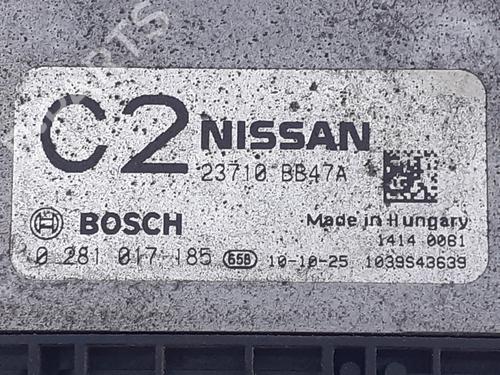 C2 NISSAN
23710 BB47A
BOSCH
Made in Hungary
1414 0081
0 281 017 185 65B 10-10-25 1039S43639